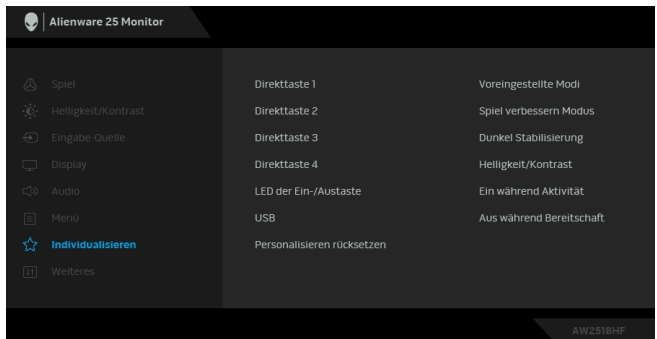 Alienware 25 Monitor
Spiel
Helligkeit/Kontrast
Eingabe-Quelle
Display
Audio
Menü
Individualisieren
Weiteres
Direkttaste 1 Voreingestellte Modi
Direkttaste 2 Spiel verbessern Modus
Direkttaste 3 Dunkel Stabilisierung
Direkttaste 4 Helligkeit/Kontrast
LED der Ein-/Austaste Ein während Aktivität
USB Aus während Bereitschaft
Personalisieren rücksetzen
AW2518HF